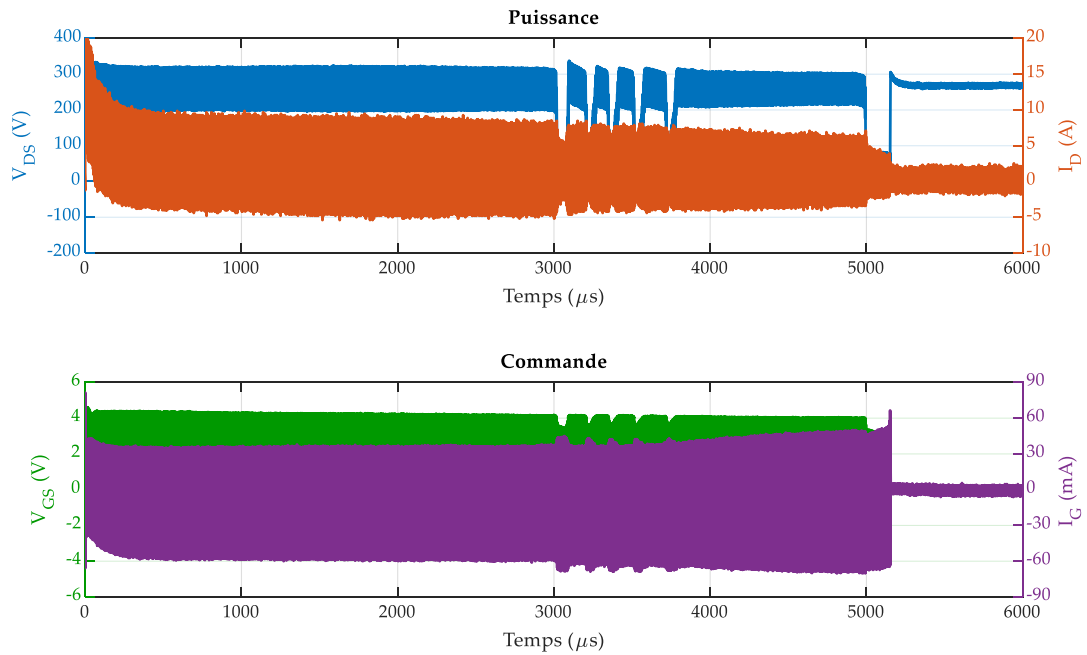 Puissance
400 300 200 100 0 -100 -200
V_DS (V)
20 15 10 5 0 -5 -10
I_D (A)
0 1000 2000 3000 4000 5000 6000
Temps (μs)
Commande
6 4 2 0 -2 -4 -6
V_GS (V)
90 60 30 0 -30 -60 -90
I_G (mA)
0 1000 2000 3000 4000 5000 6000
Temps (μs)